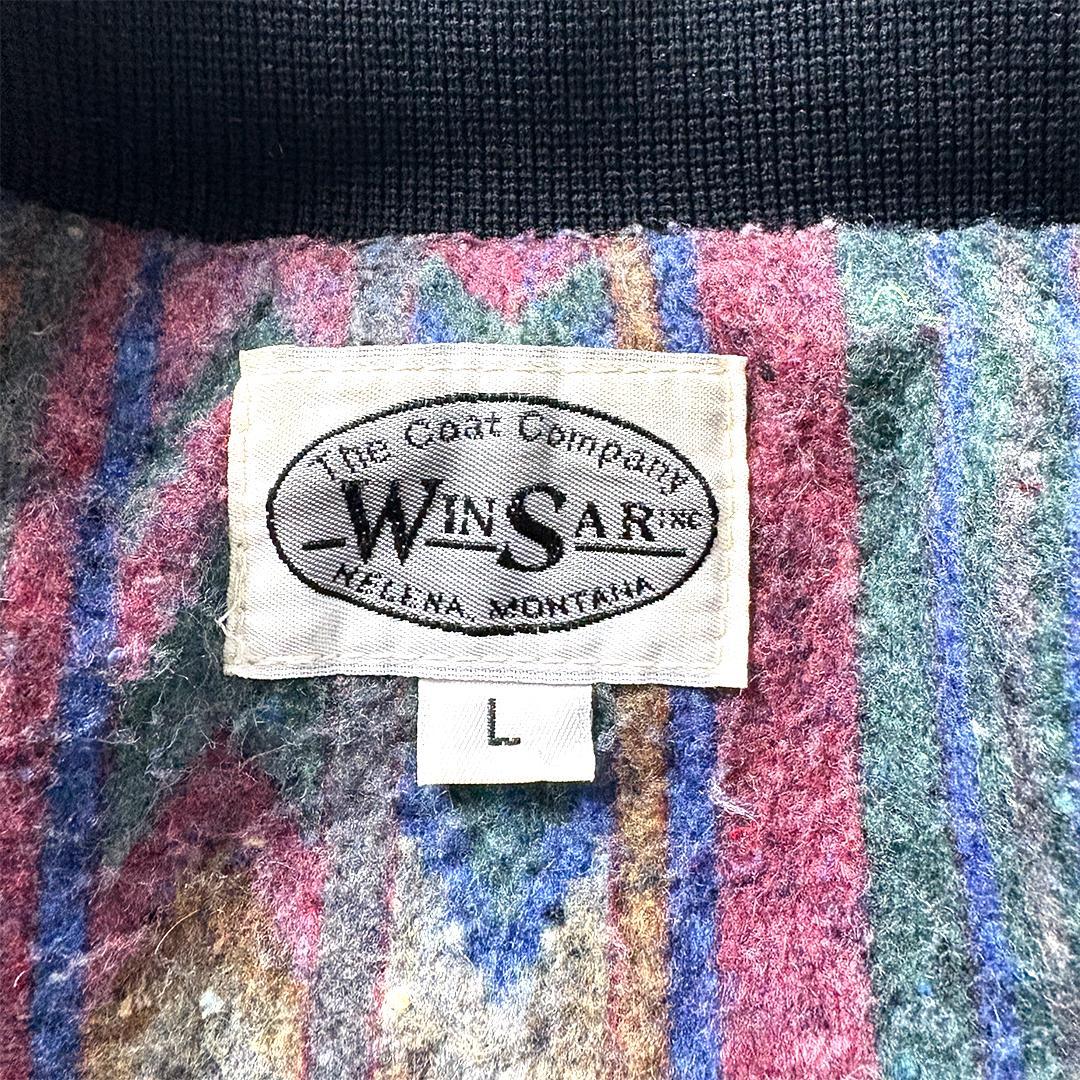 The Coat Company
WINSAR INC
HELENA, MONTANA
L